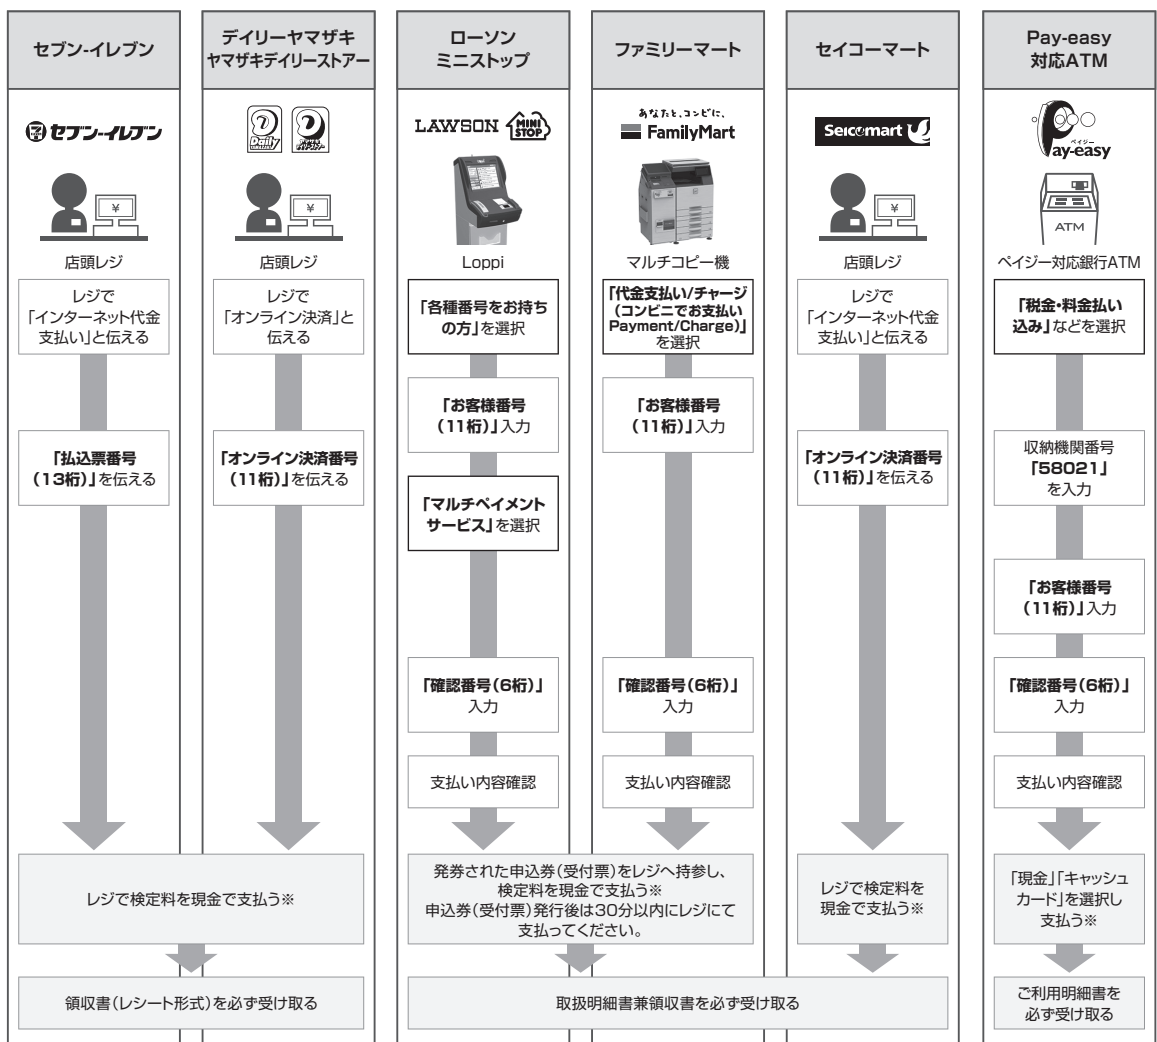 セブン-イレブン
デイリーヤマザキ
ヤマザキデイリーストアー
ローソン
ミニストップ
ファミリーマート
セイコーマート
Pay-easy
対応ATM
セブン-イレブン
Daily
LAWSON
MINI
STOP
あなたと、コンビに、
FamilyMart
Seicomart
ペイジー
Pay-easy
¥
¥
¥
ATM
店頭レジ
店頭レジ
Loppi
マルチコピー機
店頭レジ
ペイジー対応銀行ATM
レジで
「インターネット代金
支払い」と伝える
レジで
「オンライン決済」と
伝える
「各種番号をお持ち
の方」を選択
「代金支払い/チャージ
(コンビニでお支払い
Payment/Charge)」
を選択
レジで
「インターネット代金
支払い」と伝える
「税金・料金払い
込み」などを選択
「お客様番号
(11桁)」入力
「お客様番号
(11桁)」入力
「払込票番号
(13桁)」を伝える
「オンライン決済番号
(11桁)」を伝える
「マルチペイメント
サービス」を選択
「オンライン決済番号
(11桁)」を伝える
収納機関番号
「58021」
を入力
「お客様番号
(11桁)」入力
「確認番号(6桁)」
入力
「確認番号(6桁)」
入力
「確認番号(6桁)」
入力
支払い内容確認
支払い内容確認
支払い内容確認
レジで検定料を現金で支払う※
発券された申込券(受付票)をレジへ持参し、
検定料を現金で支払う※
申込券(受付票)発行後は30分以内にレジにて
支払ってください。
レジで検定料を
現金で支払う※
「現金」「キャッシュ
カード」を選択し
支払う※
領収書(レシート形式)を必ず受け取る
取扱明細書兼領収書を必ず受け取る
ご利用明細書を
必ず受け取る